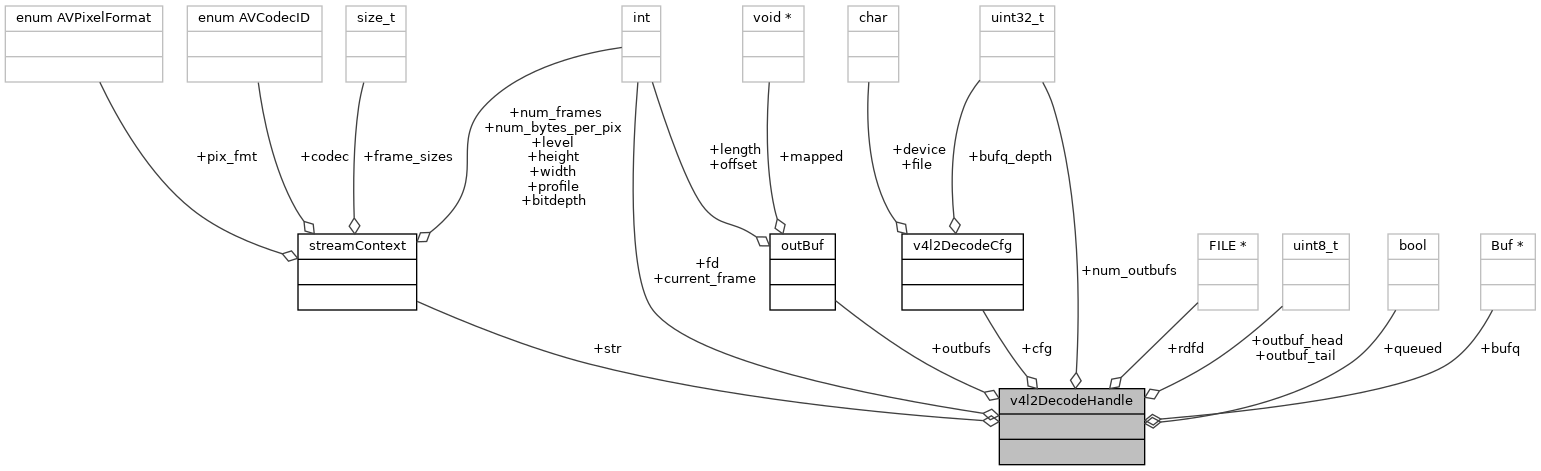 enum AVPixelFormat
enum AVCodecID
size_t
int
void *
char
uint32_t
+num_frames
+num_bytes_per_pix
+level
+height
+width
+profile
+bitdepth
+pix_fmt
+codec
+frame_sizes
+length
+offset
+mapped
+device
+file
+bufq_depth
streamContext
outBuf
v4l2DecodeCfg
FILE *
uint8_t
bool
Buf *
+fd
+current_frame
+num_outbufs
+str
+outbufs
+cfg
+rdfd
+outbuf_head
+outbuf_tail
+queued
+bufq
v4l2DecodeHandle